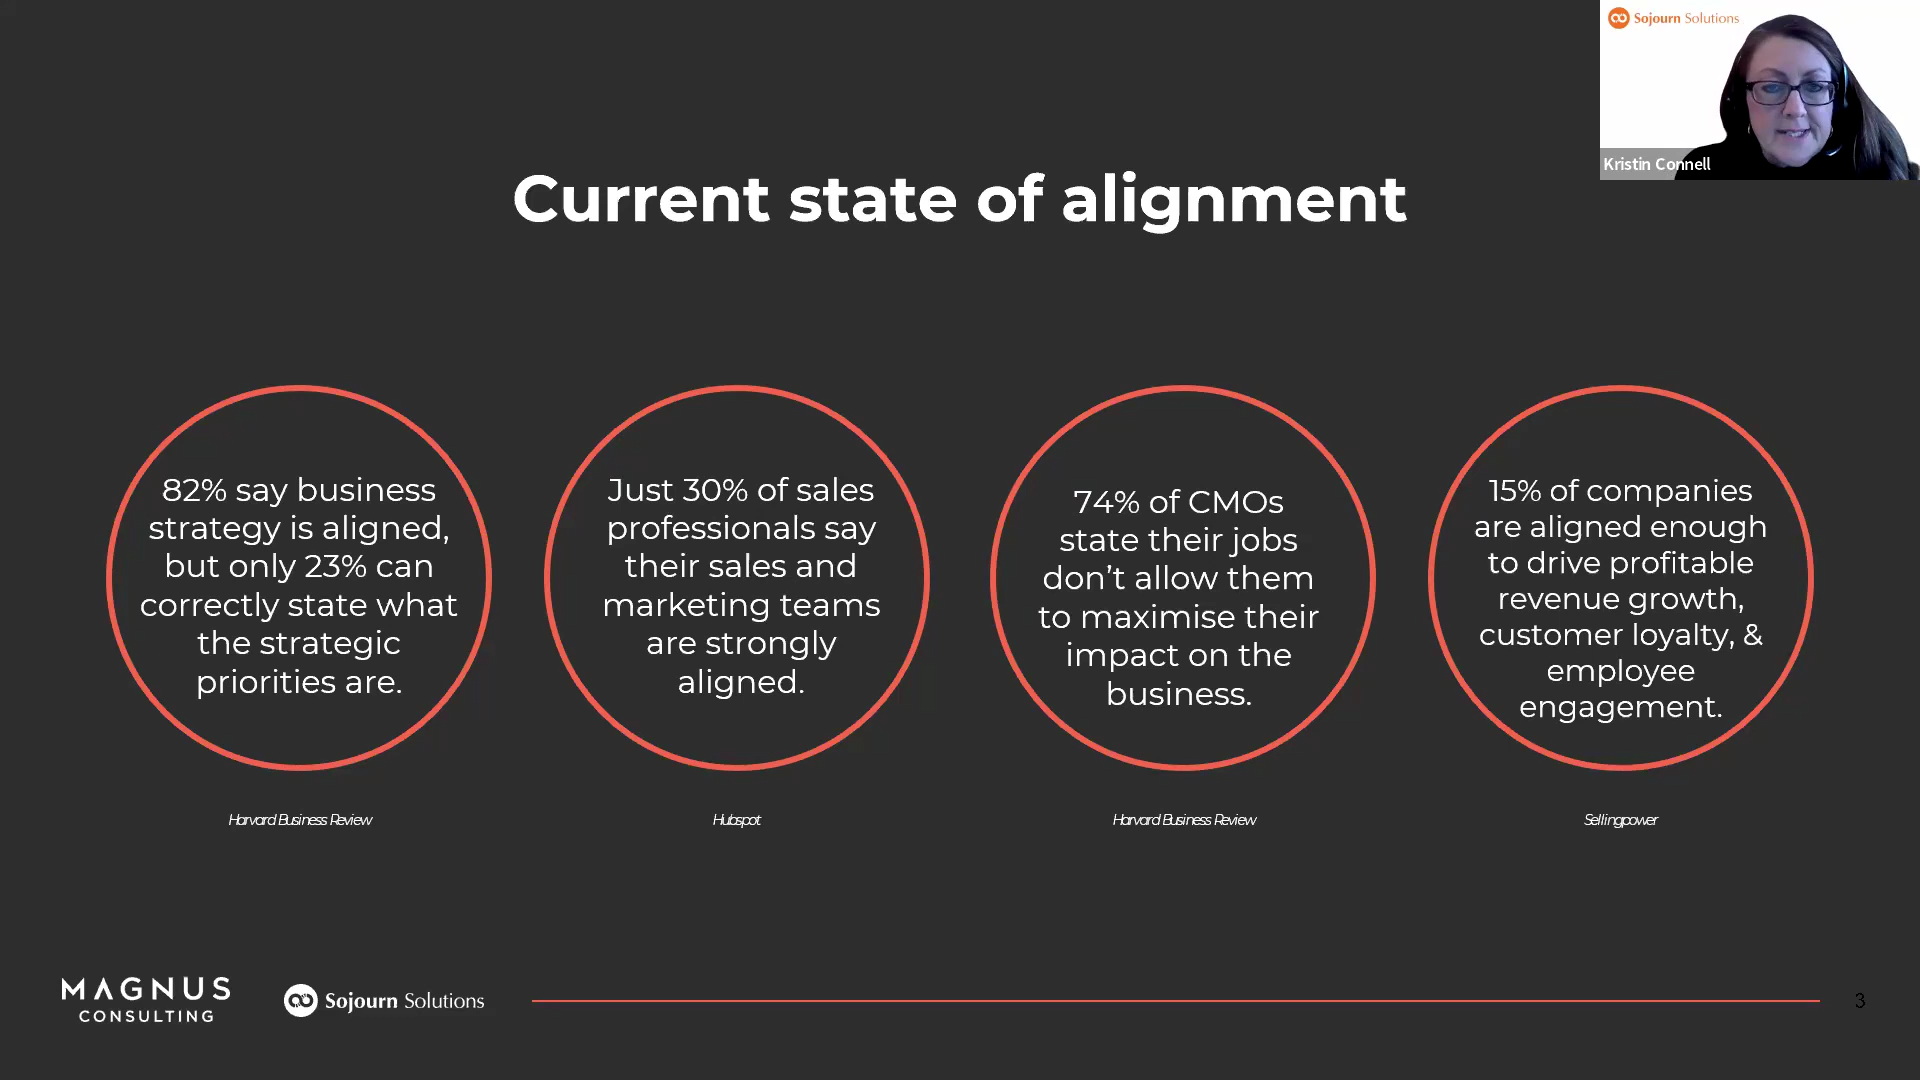 Sojourn Solutions
Kristin Connell
Current state of alignment
82% say business
strategy is aligned,
but only 23% can
correctly state what
the strategic
priorities are.
Harvard Business Review
Just 30% of sales
professionals say
their sales and
marketing teams
are strongly
aligned.
Hubspot
74% of CMOs
state their jobs
don’t allow them
to maximise their
impact on the
business.
Harvard Business Review
15% of companies
are aligned enough
to drive profitable
revenue growth,
customer loyalty, &
employee
engagement.
Sellingpower
MAGNUS
CONSULTING
Sojourn Solutions
3